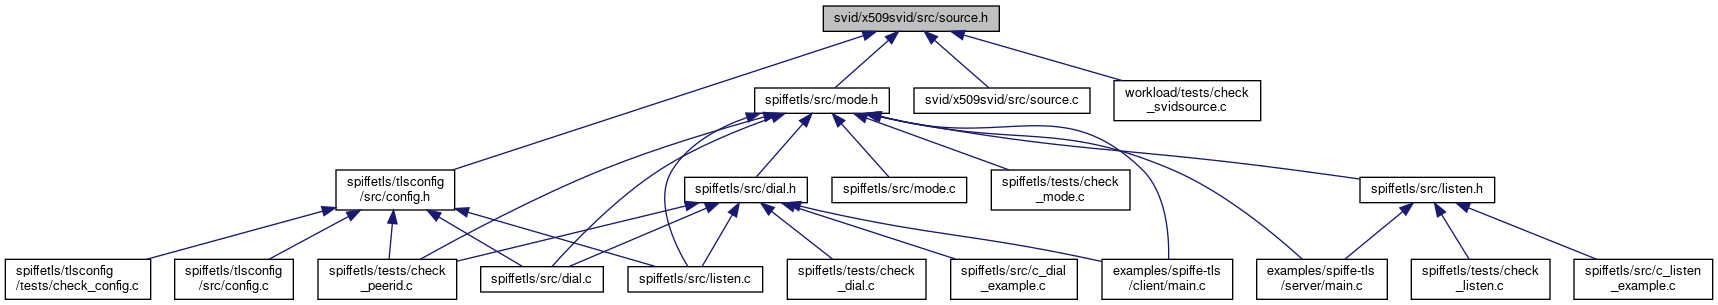 svid/x509svid/src/source.h
spiffetls/src/mode.h
svid/x509svid/src/source.c
workload/tests/check
_svidsource.c
spiffetls/tlsconfig
/src/config.h
spiffetls/src/dial.h
spiffetls/src/mode.c
spiffetls/tests/check
_mode.c
spiffetls/src/listen.h
spiffetls/tlsconfig
/tests/check_config.c
spiffetls/tlsconfig
/src/config.c
spiffetls/tests/check
_peerid.c
spiffetls/src/dial.c
spiffetls/src/listen.c
spiffetls/tests/check
_dial.c
spiffetls/src/c_dial
_example.c
examples/spiffe-tls
/client/main.c
examples/spiffe-tls
/server/main.c
spiffetls/tests/check
_listen.c
spiffetls/src/c_listen
_example.c